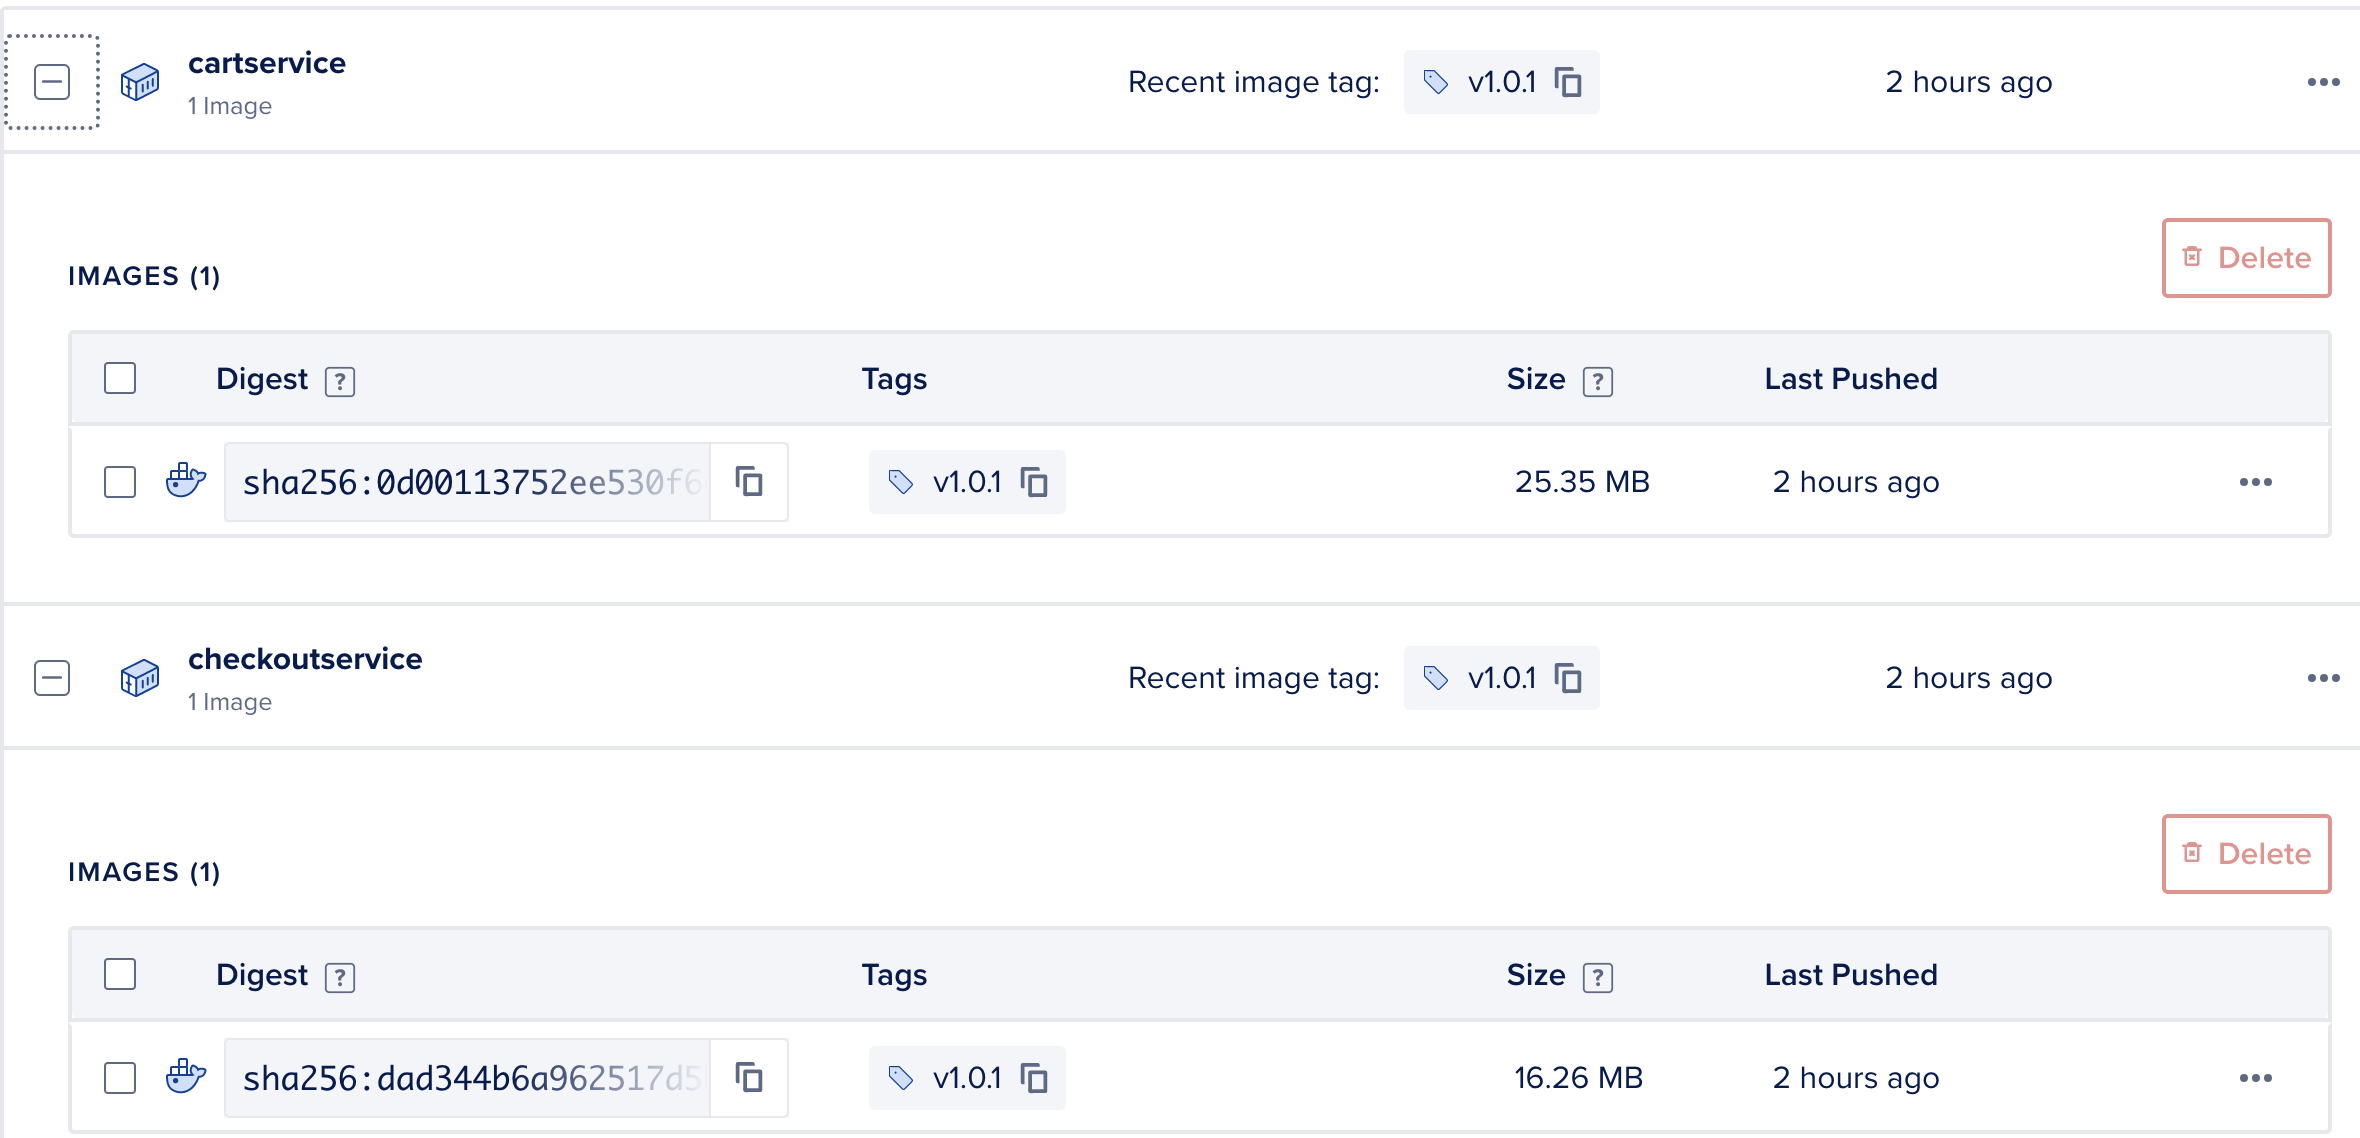 cartservice
1 Image
Recent image tag: v1.0.1 2 hours ago
Delete
IMAGES (1)
Digest ? Tags Size ? Last Pushed
sha256:0d00113752ee530f6 v1.0.1 25.35 MB 2 hours ago
checkoutservice
1 Image
Recent image tag: v1.0.1 2 hours ago
Delete
IMAGES (1)
Digest ? Tags Size ? Last Pushed
sha256:dad344b6a962517d5 v1.0.1 16.26 MB 2 hours ago